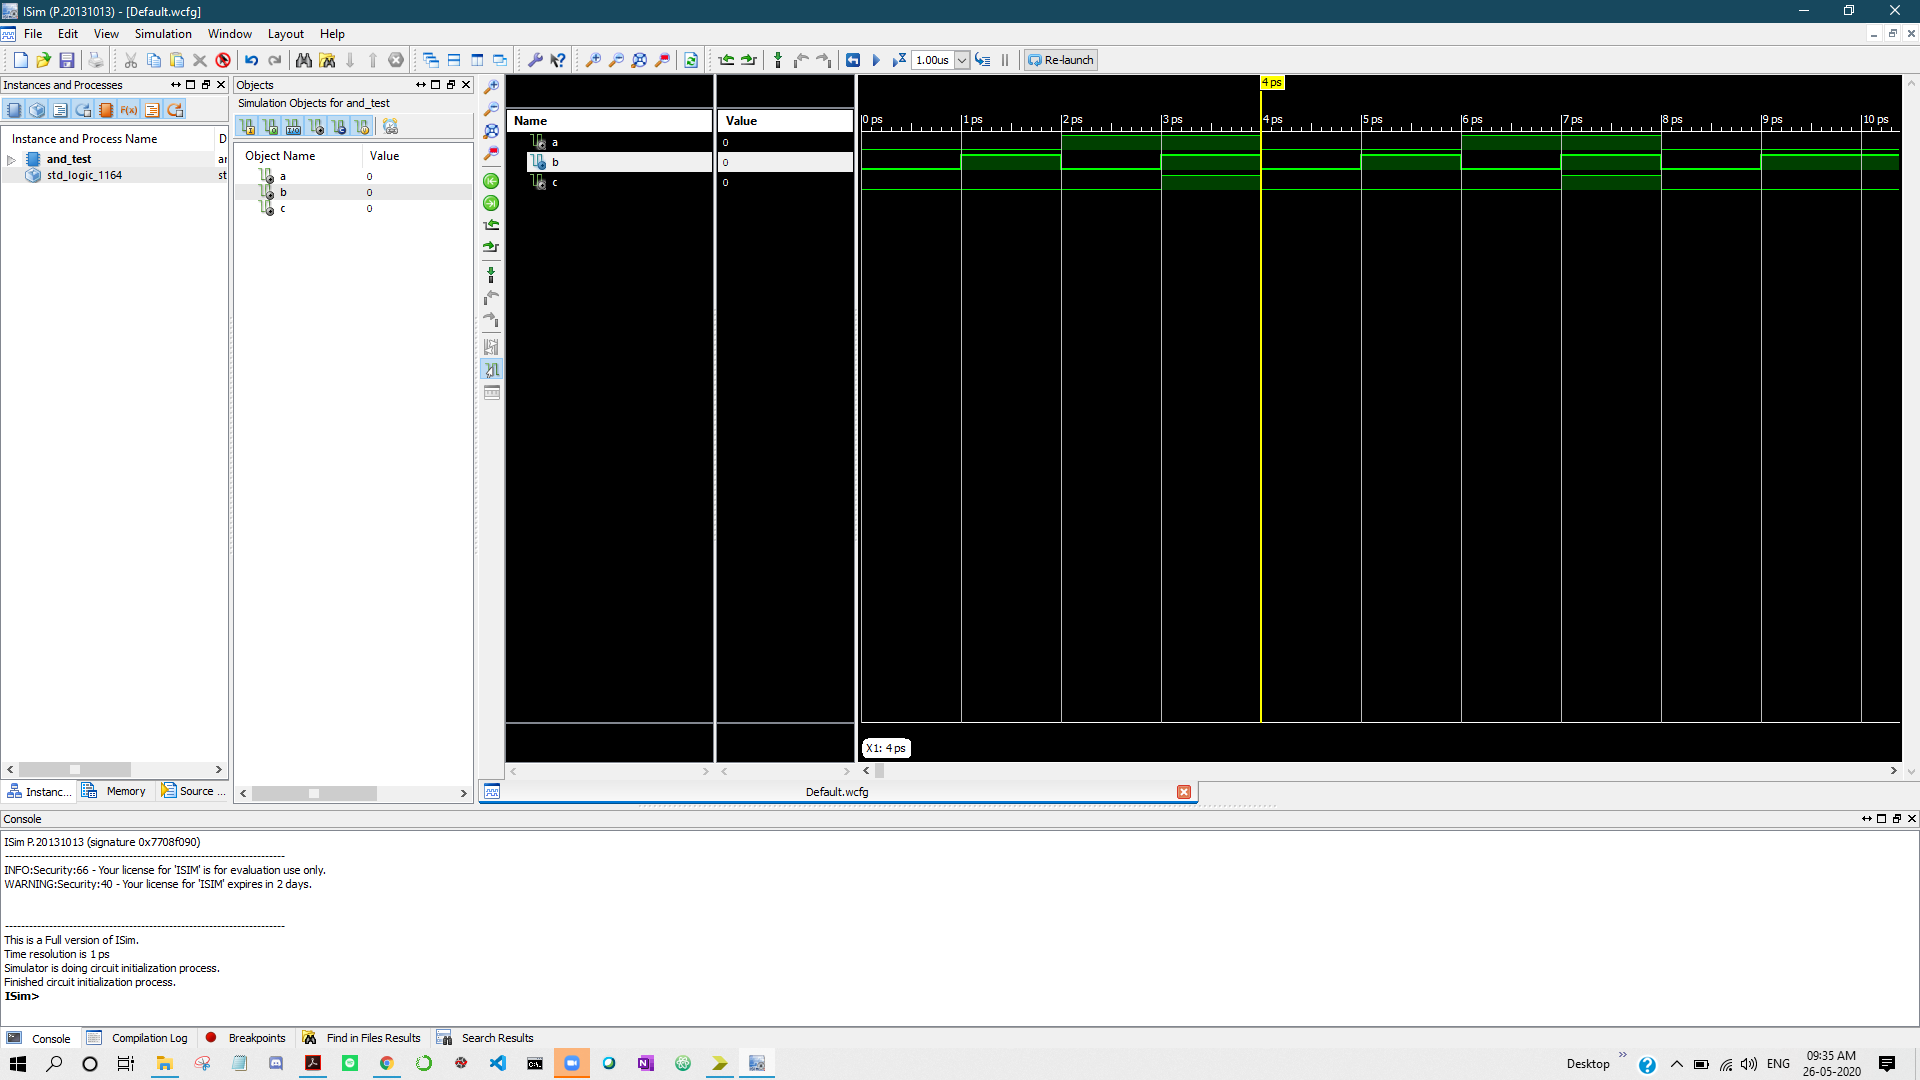 ISim (P.20131013) - [Default.wcfg]
File Edit View Simulation Window Layout Help
1.00us Re-launch
Instances and Processes
Instance and Process Name D
and_test ar
std_logic_1164 st
Instanc... Memory Source ...
Objects
Simulation Objects for and_test
Object Name Value
a 0
b 0
c 0
Name Value
a 0
b 0
c 0
4 ps
0 ps 1 ps 2 ps 3 ps 4 ps 5 ps 6 ps 7 ps 8 ps 9 ps 10 ps
X1: 4 ps
Default.wcfg
Console
ISim P.20131013 (signature 0x7708f090)
----------------------------------------------------------------------
INFO:Security:66 - Your license for 'ISIM' is for evaluation use only.
WARNING:Security:40 - Your license for 'ISIM' expires in 2 days.
----------------------------------------------------------------------
This is a Full version of ISim.
Time resolution is 1 ps
Simulator is doing circuit initialization process.
Finished circuit initialization process.
ISim>
Console Compilation Log Breakpoints Find in Files Results Search Results
Desktop ENG 09:35 AM
26-05-2020